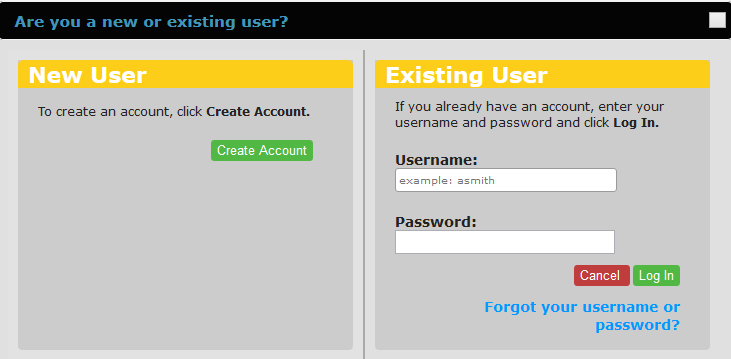 Are you a new or existing user?
New User
To create an account, click Create Account.
Create Account
Existing User
If you already have an account, enter your
username and password and click Log In.
Username:
example: asmith
Password:
Cancel
Log In
Forgot your username or
password?